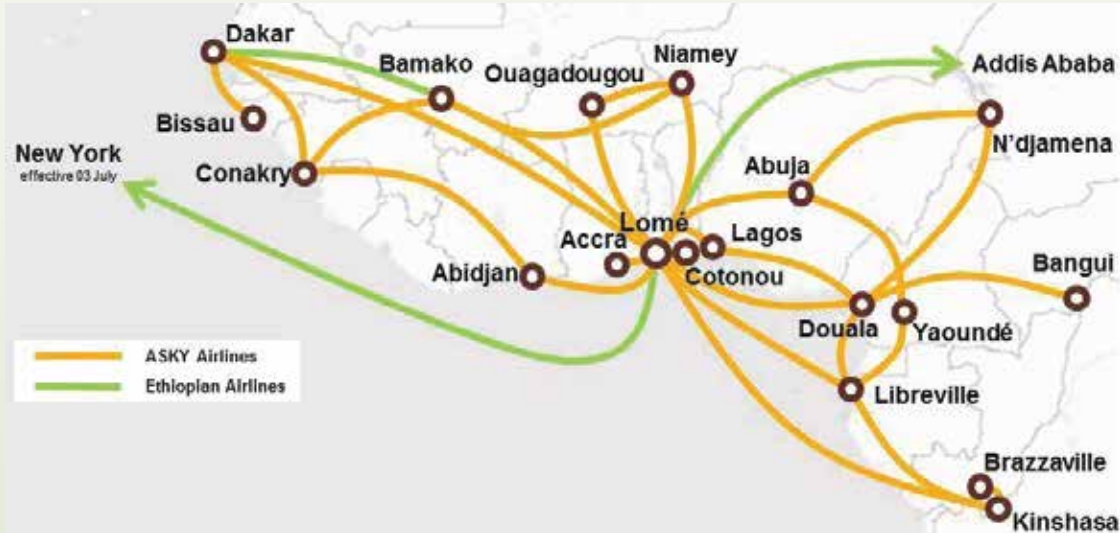 Dakar
Bamako
Ouagadougou
Niamey
Addis Ababa
Bissau
N'djamena
New York
effective 03 July
Conakry
Abuja
Lomé
Accra
Lagos
Abidjan
Cotonou
Bangui
Douala
Yaoundé
ASKY Airlines
Ethiopian Airlines
Libreville
Brazzaville
Kinshasa